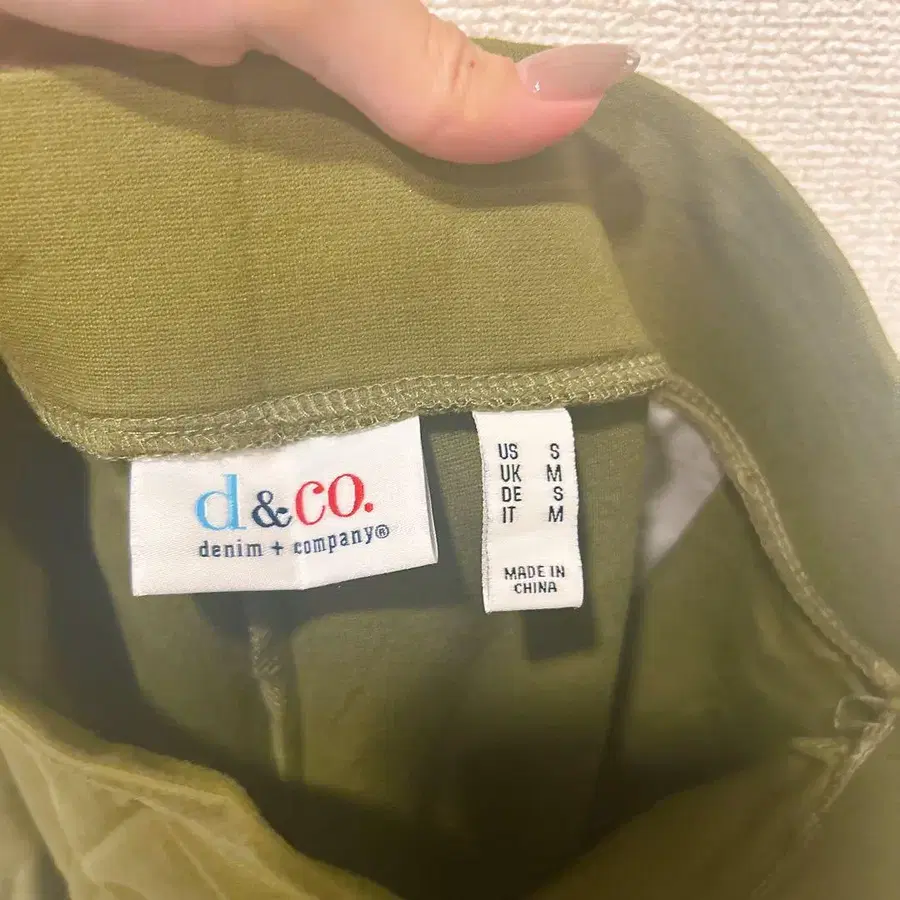 d&co.
denim + company®
US S
UK M
DE S
IT M
MADE IN
CHINA